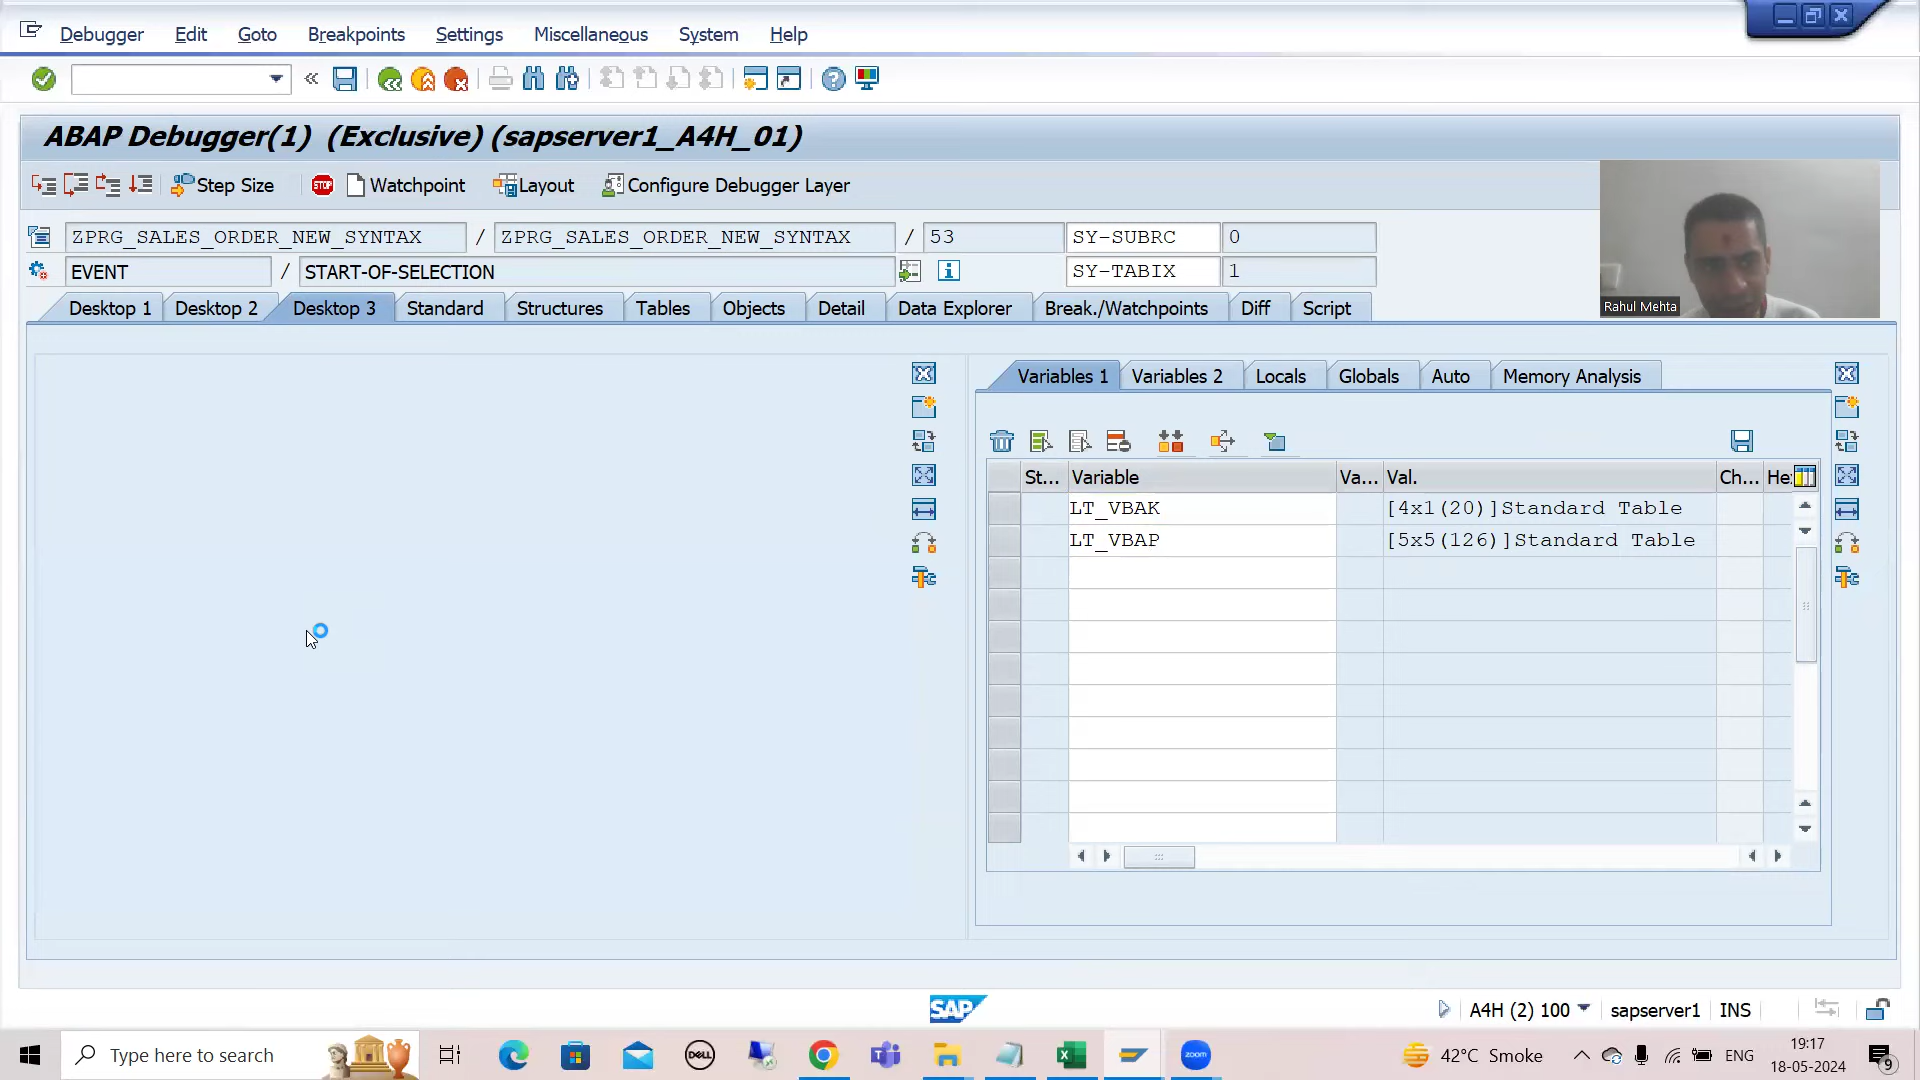 Debugger Edit Goto Breakpoints Settings Miscellaneous System Help
ABAP Debugger(1) (Exclusive) (sapserver1_A4H_01)
Step Size STOP Watchpoint Layout Configure Debugger Layer
ZPRG_SALES_ORDER_NEW_SYNTAX / ZPRG_SALES_ORDER_NEW_SYNTAX / 53 SY-SUBRC 0
EVENT / START-OF-SELECTION SY-TABIX 1
Rahul Mehta
Desktop 1 Desktop 2 Desktop 3 Standard Structures Tables Objects Detail Data Explorer Break./Watchpoints Diff Script
Variables 1 Variables 2 Locals Globals Auto Memory Analysis
St... Variable Va... Val. Ch... He
LT_VBAK [4x1(20)]Standard Table
LT_VBAP [5x5(126)]Standard Table
SAP A4H (2) 100 sapserver1 INS
Type here to search DELL zoom 42°C Smoke ENG 19:17
18-05-2024 9